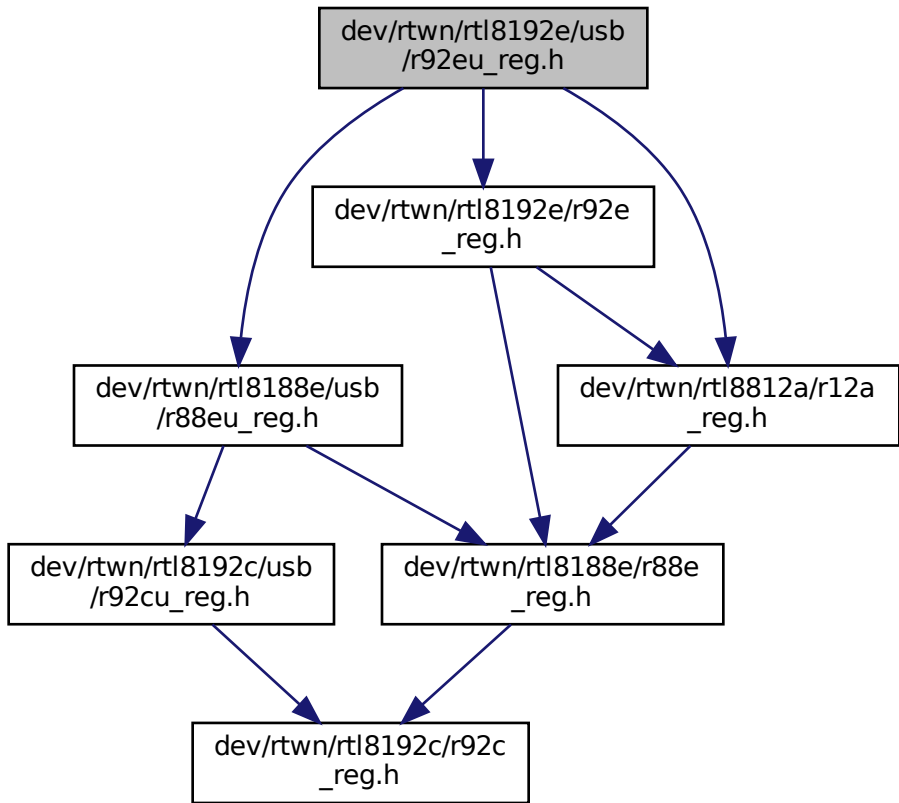 dev/rtwn/rtl8192e/usb
/r92eu_reg.h
dev/rtwn/rtl8192e/r92e
_reg.h
dev/rtwn/rtl8188e/usb
/r88eu_reg.h
dev/rtwn/rtl8812a/r12a
_reg.h
dev/rtwn/rtl8192c/usb
/r92cu_reg.h
dev/rtwn/rtl8188e/r88e
_reg.h
dev/rtwn/rtl8192c/r92c
_reg.h